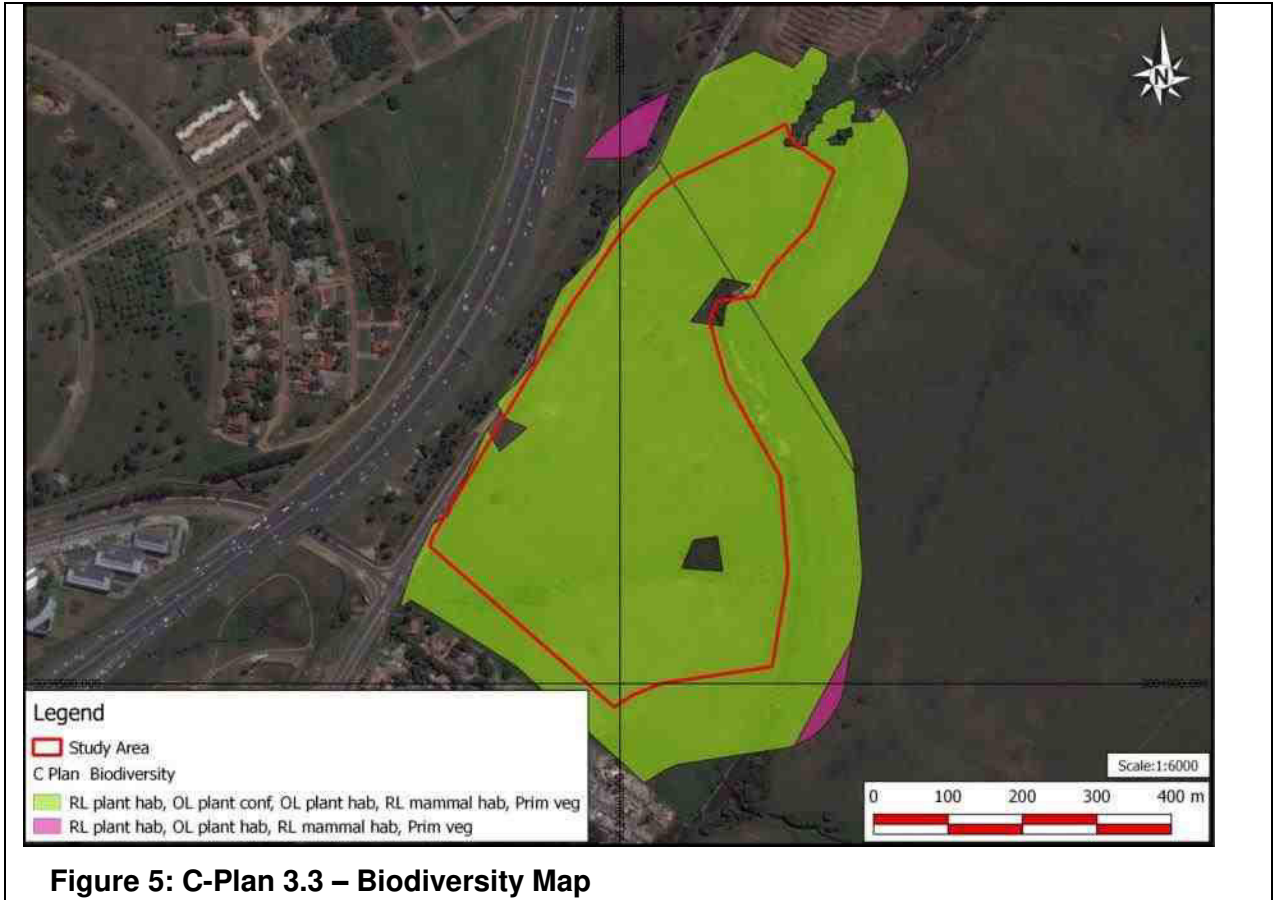 N
Legend
Study Area
C Plan Biodiversity
RL plant hab, OL plant conf, OL plant hab, RL mammal hab, Prim veg
RL plant hab, OL plant hab, RL mammal hab, Prim veg
Scale:1:6000
0 100 200 300 400 m
Figure 5: C-Plan 3.3 – Biodiversity Map